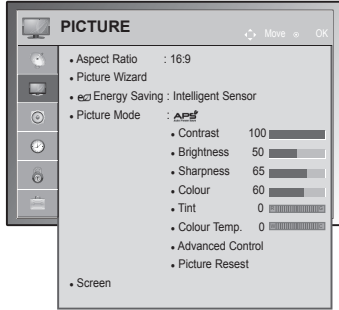 PICTURE
Move OK
• Aspect Ratio : 16:9
• Picture Wizard
• Energy Saving : Intelligent Sensor
• Picture Mode : APS
• Contrast 100
• Brightness 50
• Sharpness 65
• Colour 60
• Tint 0
• Colour Temp. 0
• Advanced Control
• Picture Resest
• Screen